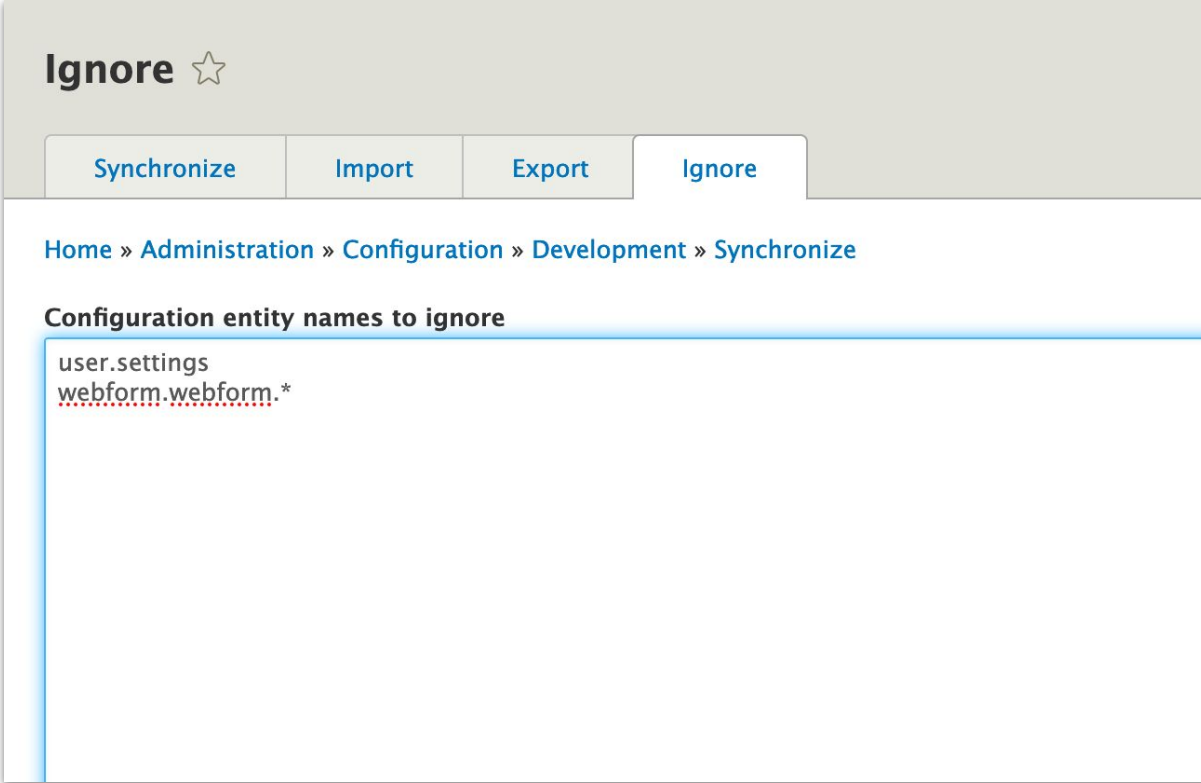 Ignore
Synchronize Import Export Ignore
Home » Administration » Configuration » Development » Synchronize
Configuration entity names to ignore
user.settings
webform.webform.*